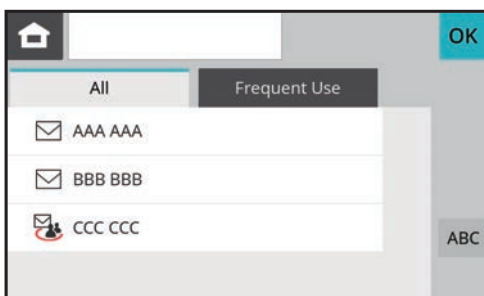 OK
All
Frequent Use
AAA AAA
BBB BBB
CCC CCC
ABC